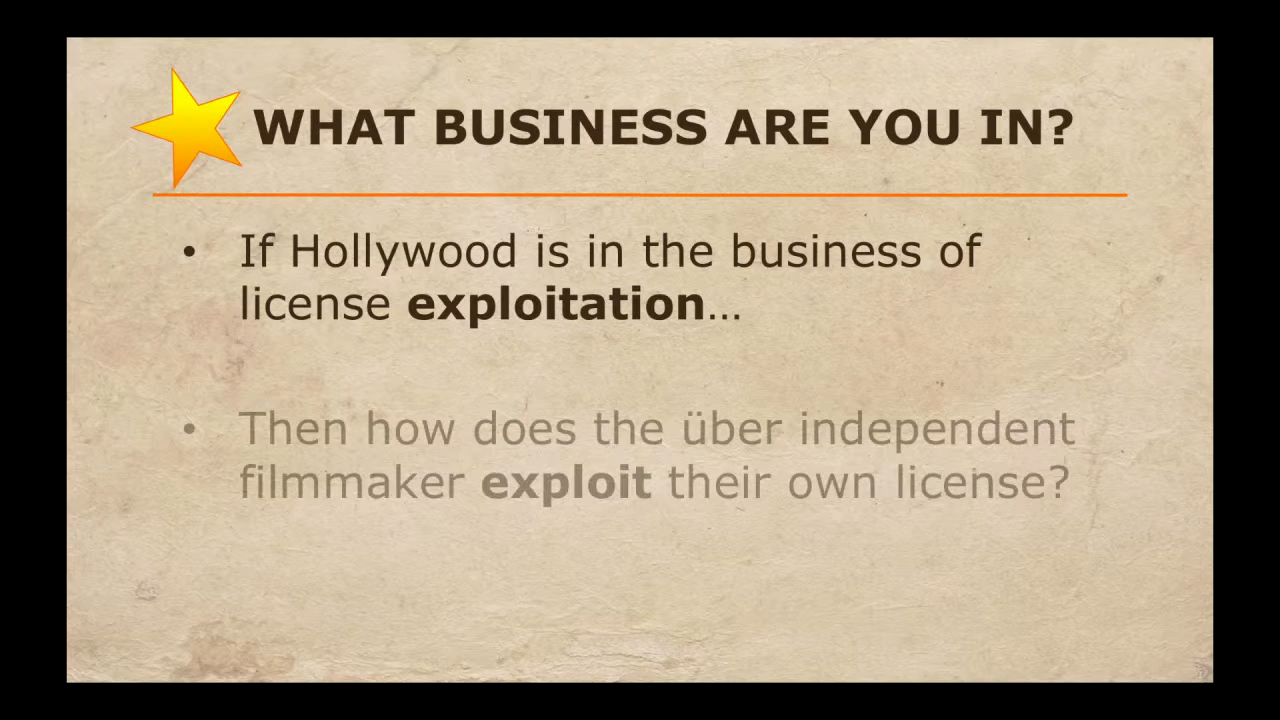 WHAT BUSINESS ARE YOU IN?
• If Hollywood is in the business of
license exploitation…
• Then how does the über independent
filmmaker exploit their own license?